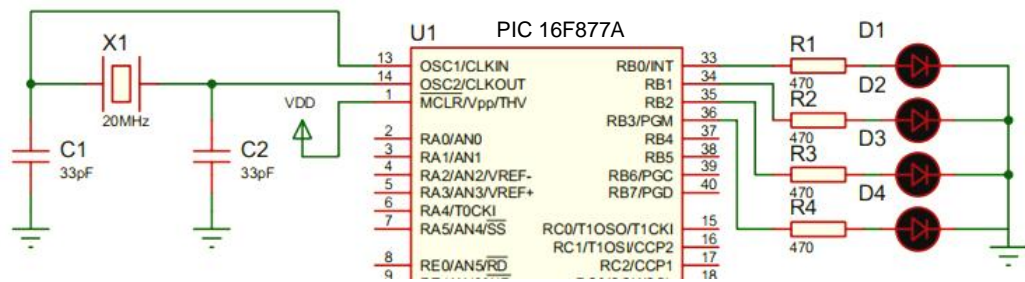 U1
PIC 16F877A
X1
20MHz
C1
33pF
C2
33pF
VDD
13 OSC1/CLKIN
14 OSC2/CLKOUT
1 MCLR/Vpp/THV
2 RA0/AN0
3 RA1/AN1
4 RA2/AN2/VREF-
5 RA3/AN3/VREF+
6 RA4/T0CKI
7 RA5/AN4/SS
8 RE0/AN5/RD
9
RB0/INT 33
RB1 34
RB2 35
RB3/PGM 36
RB4 37
RB5 38
RB6/PGC 39
RB7/PGD 40
RC0/T1OSO/T1CKI 15
RC1/T1OSI/CCP2 16
RC2/CCP1 17
18
R1
470
R2
470
R3
470
R4
470
D1
D2
D3
D4